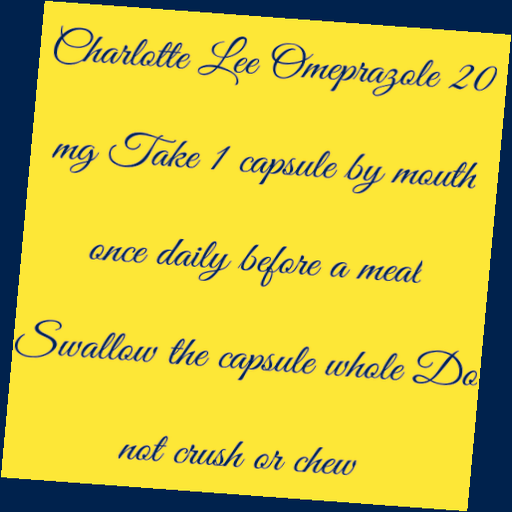 Charlotte Lee Omeprazole 20
mg Take 1 capsule by mouth
once daily before a meal
Swallow the capsule whole Do
not crush or chew